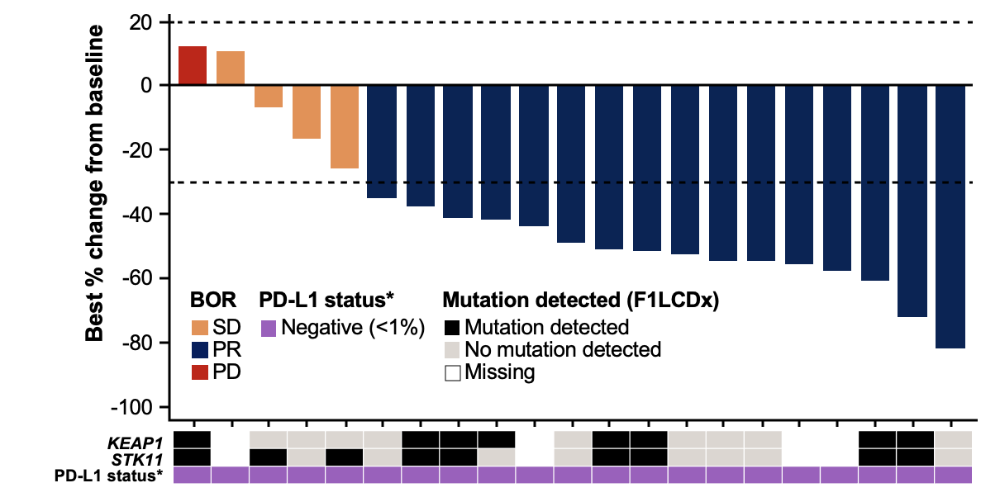 Best % change from baseline
20
0
-20
-40
-60
-80
-100
BOR
SD
PR
PD
PD-L1 status*
Negative (<1%)
Mutation detected (F1LCDx)
Mutation detected
No mutation detected
Missing
KEAP1
STK11
PD-L1 status*